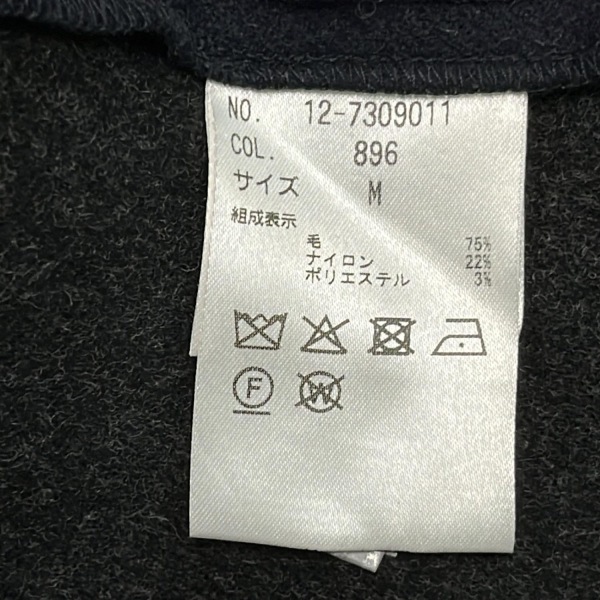 NO. 12-7309011
COL. 896
サイズ M
組成表示
毛 75%
ナイロン 22%
ポリエステル 3%
F W